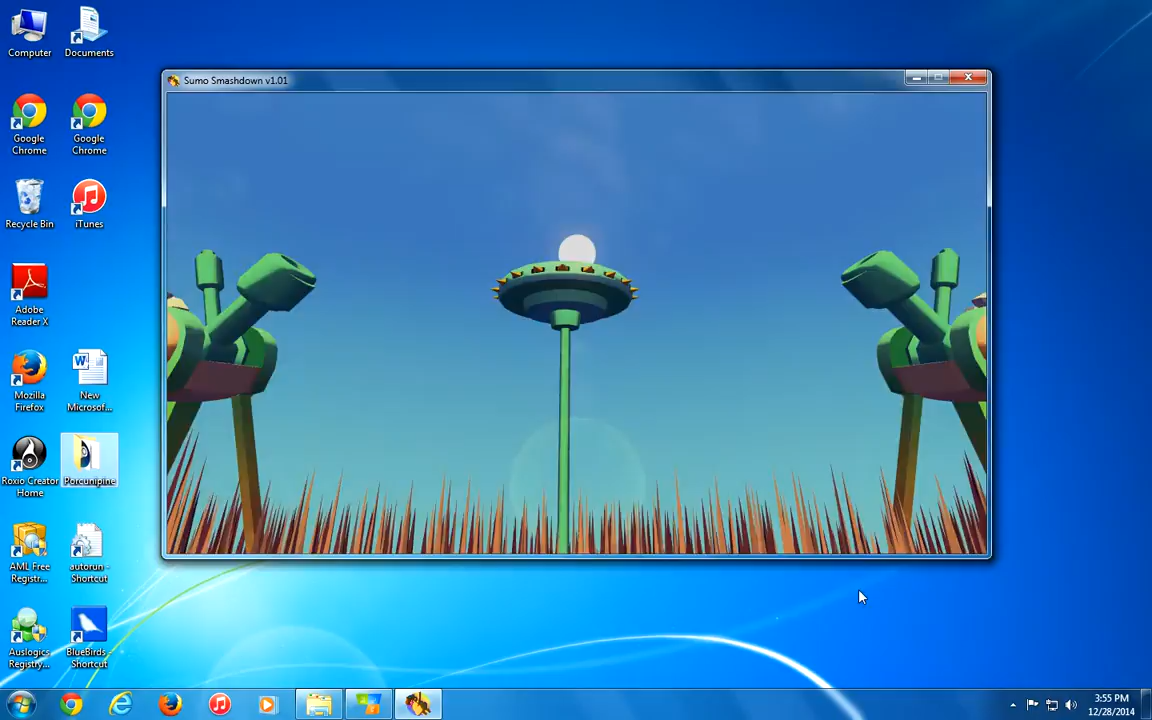 Computer
Documents
Sumo Smashdown v1.01
Google
Chrome
Google
Chrome
Recycle Bin
iTunes
Adobe
Reader X
Mozilla
Firefox
New
Microsof...
Roxio Creator
Home
Porcunipine
AML Free
Registr...
autorun -
Shortcut
Auslogics
Registry...
BlueBirds -
Shortcut
3:55 PM
12/28/2014